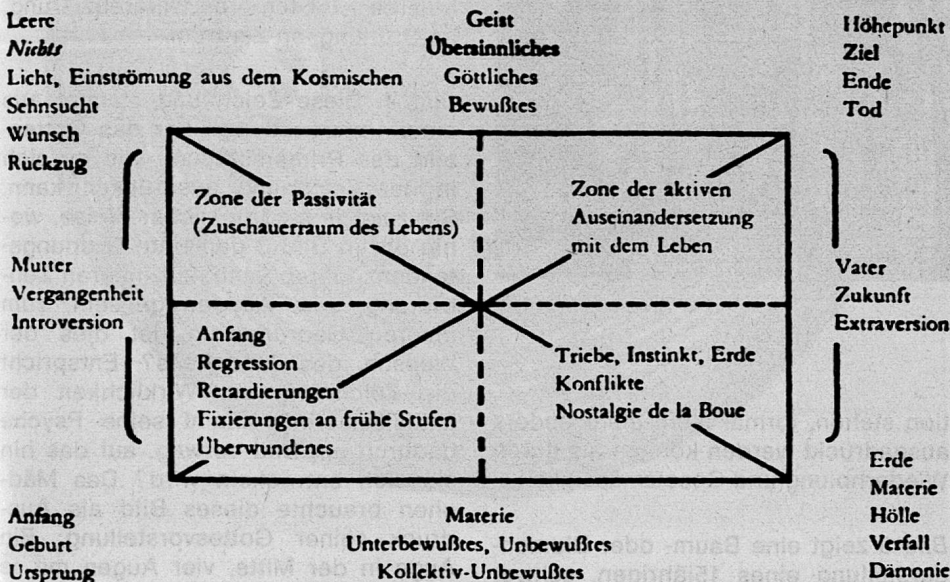 Leere
Nichts
Licht, Einströmung aus dem Kosmischen
Sehnsucht
Wunsch
Rückzug
Geist
Übersinnliches
Göttliches
Bewußtes
Höhepunkt
Ziel
Ende
Tod
Zone der Passivität
(Zuschauerraum des Lebens)
Zone der aktiven
Auseinandersetzung
mit dem Leben
Mutter
Vergangenheit
Introversion
Vater
Zukunft
Extraversion
Anfang
Regression
Retardierungen
Fixierungen an frühe Stufen
Überwundenes
Triebe, Instinkt, Erde
Konflikte
Nostalgie de la Boue
Anfang
Geburt
Ursprung
Materie
Unterbewußtes, Unbewußtes
Kollektiv-Unbewußtes
Erde
Materie
Hölle
Verfall
Dämonie